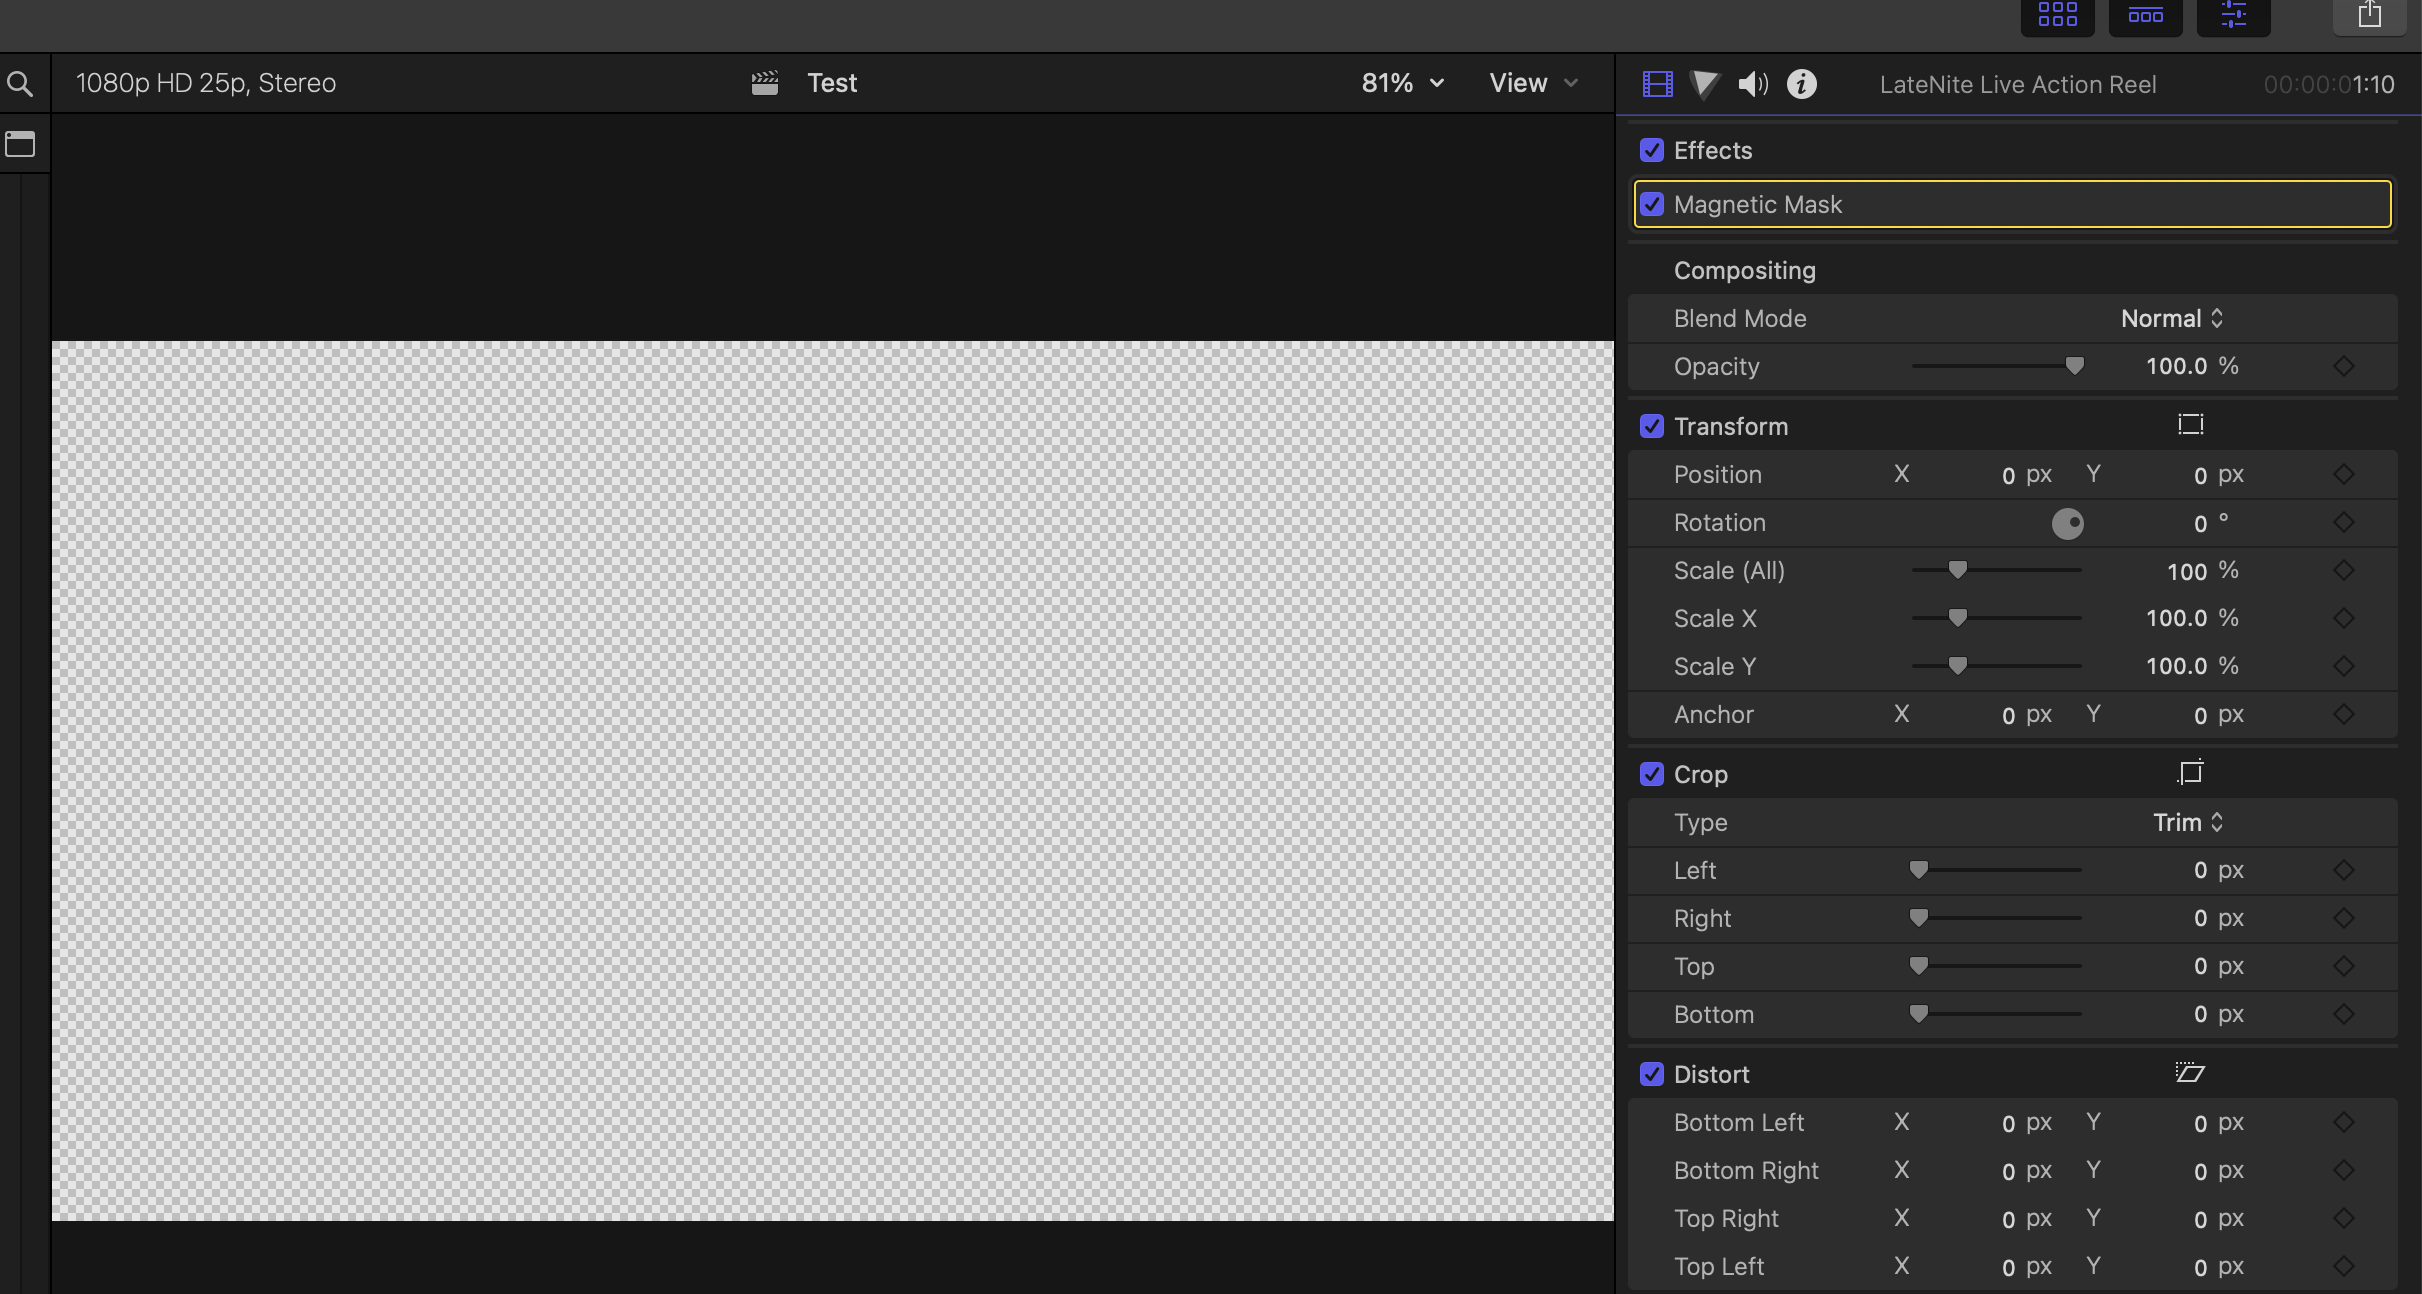 1080p HD 25p, Stereo
Test
81%
View
LateNite Live Action Reel
00:00:01:10
Effects
Magnetic Mask
Compositing
Blend Mode Normal
Opacity 100.0 %
Transform
Position X 0 px Y 0 px
Rotation 0 °
Scale (All) 100 %
Scale X 100.0 %
Scale Y 100.0 %
Anchor X 0 px Y 0 px
Crop
Type Trim
Left 0 px
Right 0 px
Top 0 px
Bottom 0 px
Distort
Bottom Left X 0 px Y 0 px
Bottom Right X 0 px Y 0 px
Top Right X 0 px Y 0 px
Top Left X 0 px Y 0 px